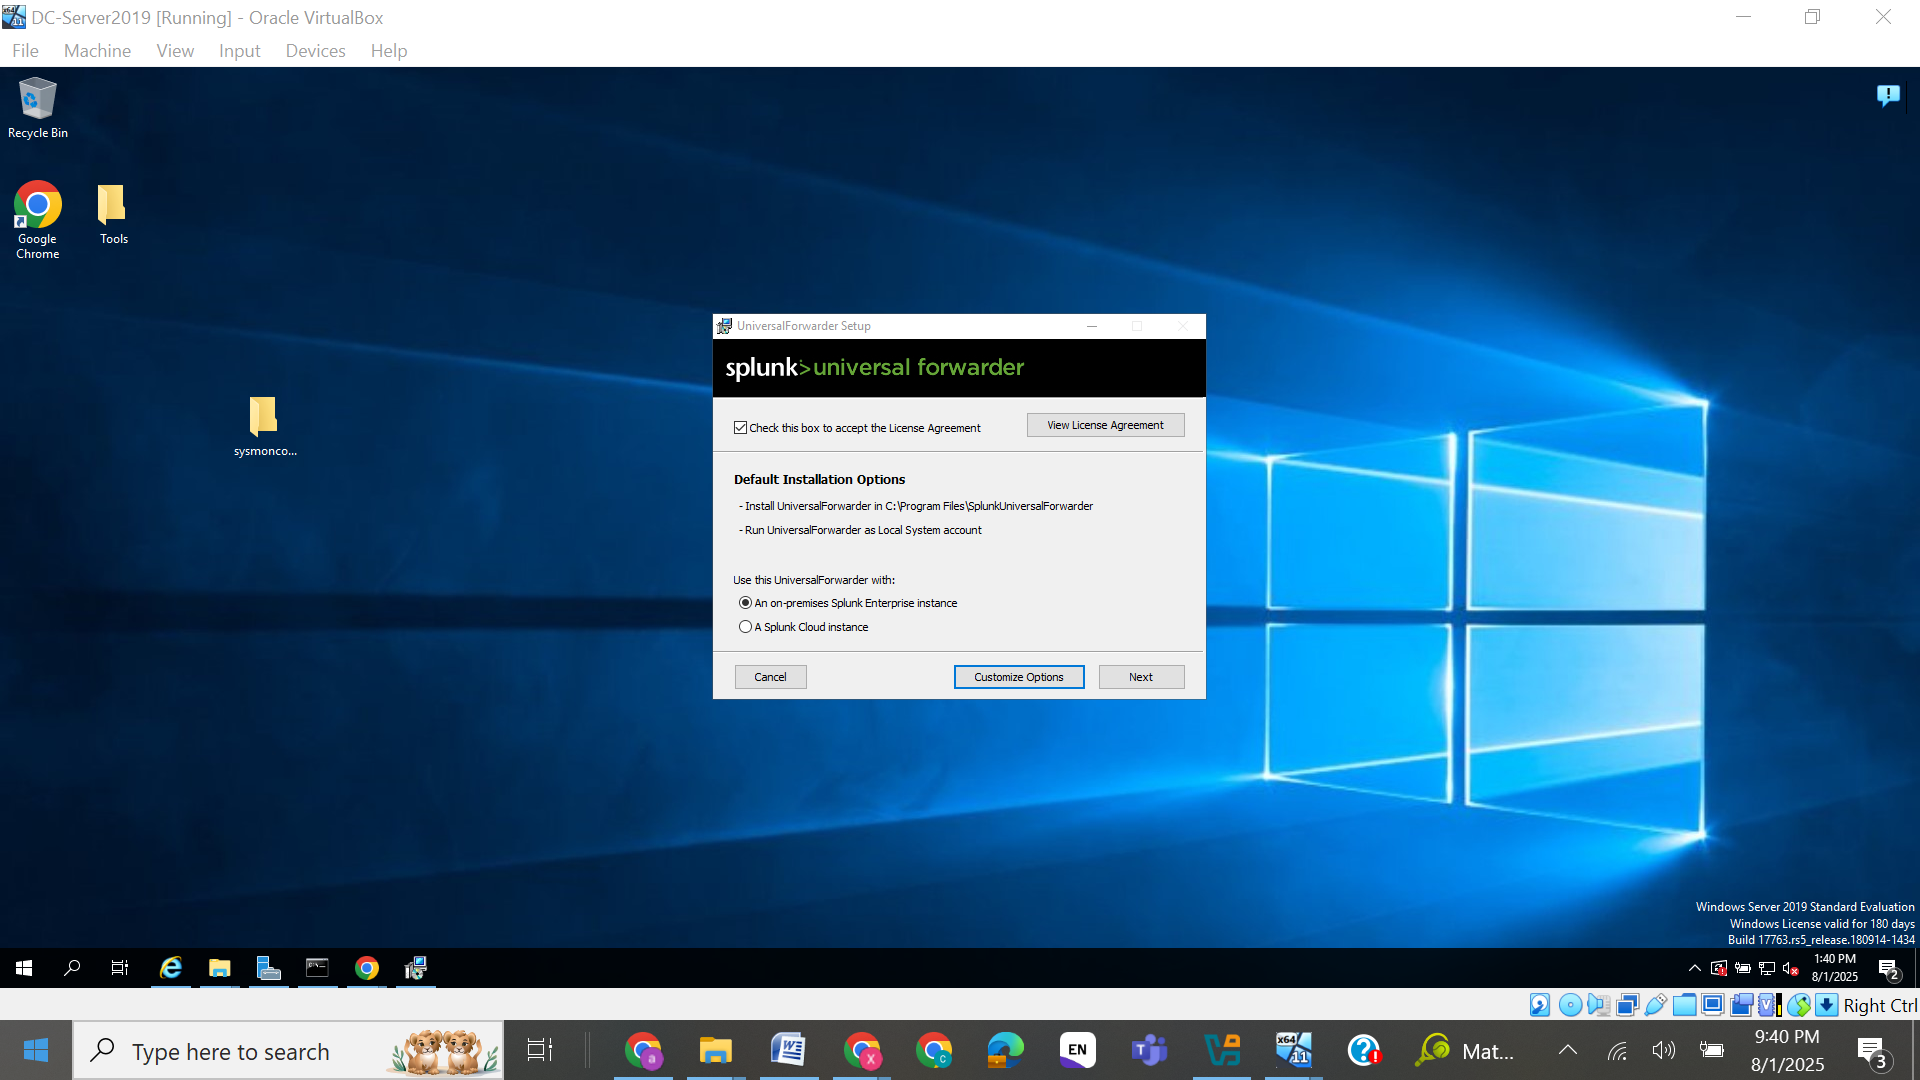 DC-Server2019 [Running] - Oracle VirtualBox
File Machine View Input Devices Help
Recycle Bin
Google
Chrome
Tools
sysmonco...
UniversalForwarder Setup
splunk>universal forwarder
Check this box to accept the License Agreement
View License Agreement
Default Installation Options
- Install UniversalForwarder in C:\Program Files\SplunkUniversalForwarder
- Run UniversalForwarder as Local System account
Use this UniversalForwarder with:
An on-premises Splunk Enterprise instance
A Splunk Cloud instance
Cancel
Customize Options
Next
Windows Server 2019 Standard Evaluation
Windows License valid for 180 days
Build 17763.rs5_release.180914-1434
1:40 PM
8/1/2025
2
Right Ctrl
Type here to search
a
x
c
EN
x64
11
Mat...
9:40 PM
8/1/2025
3